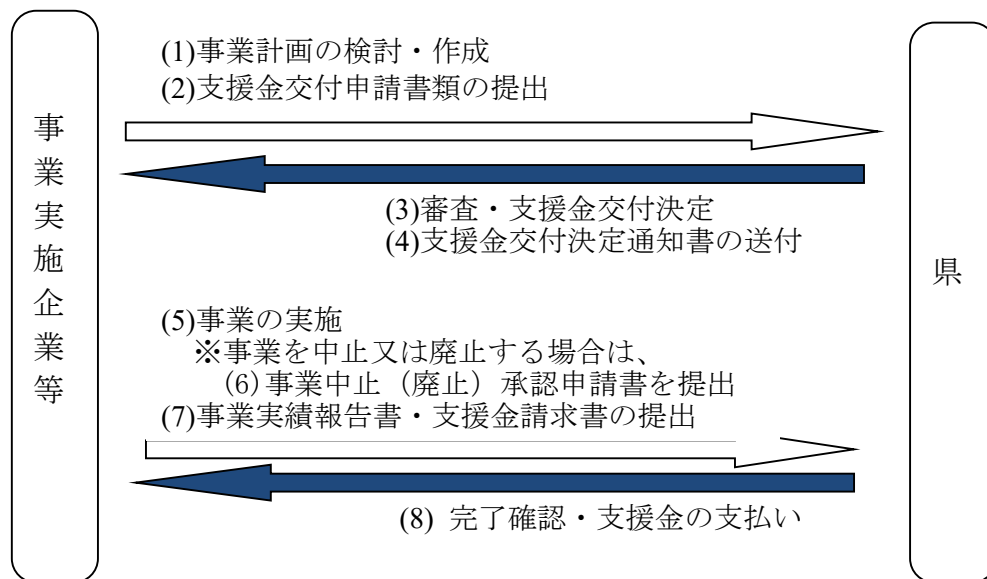 事業実施企業等
(1)事業計画の検討・作成
(2)支援金交付申請書類の提出
(3)審査・支援金交付決定
(4)支援金交付決定通知書の送付
(5)事業の実施
※事業を中止又は廃止する場合は、
(6)事業中止（廃止）承認申請書を提出
(7)事業実績報告書・支援金請求書の提出
(8) 完了確認・支援金の支払い
県